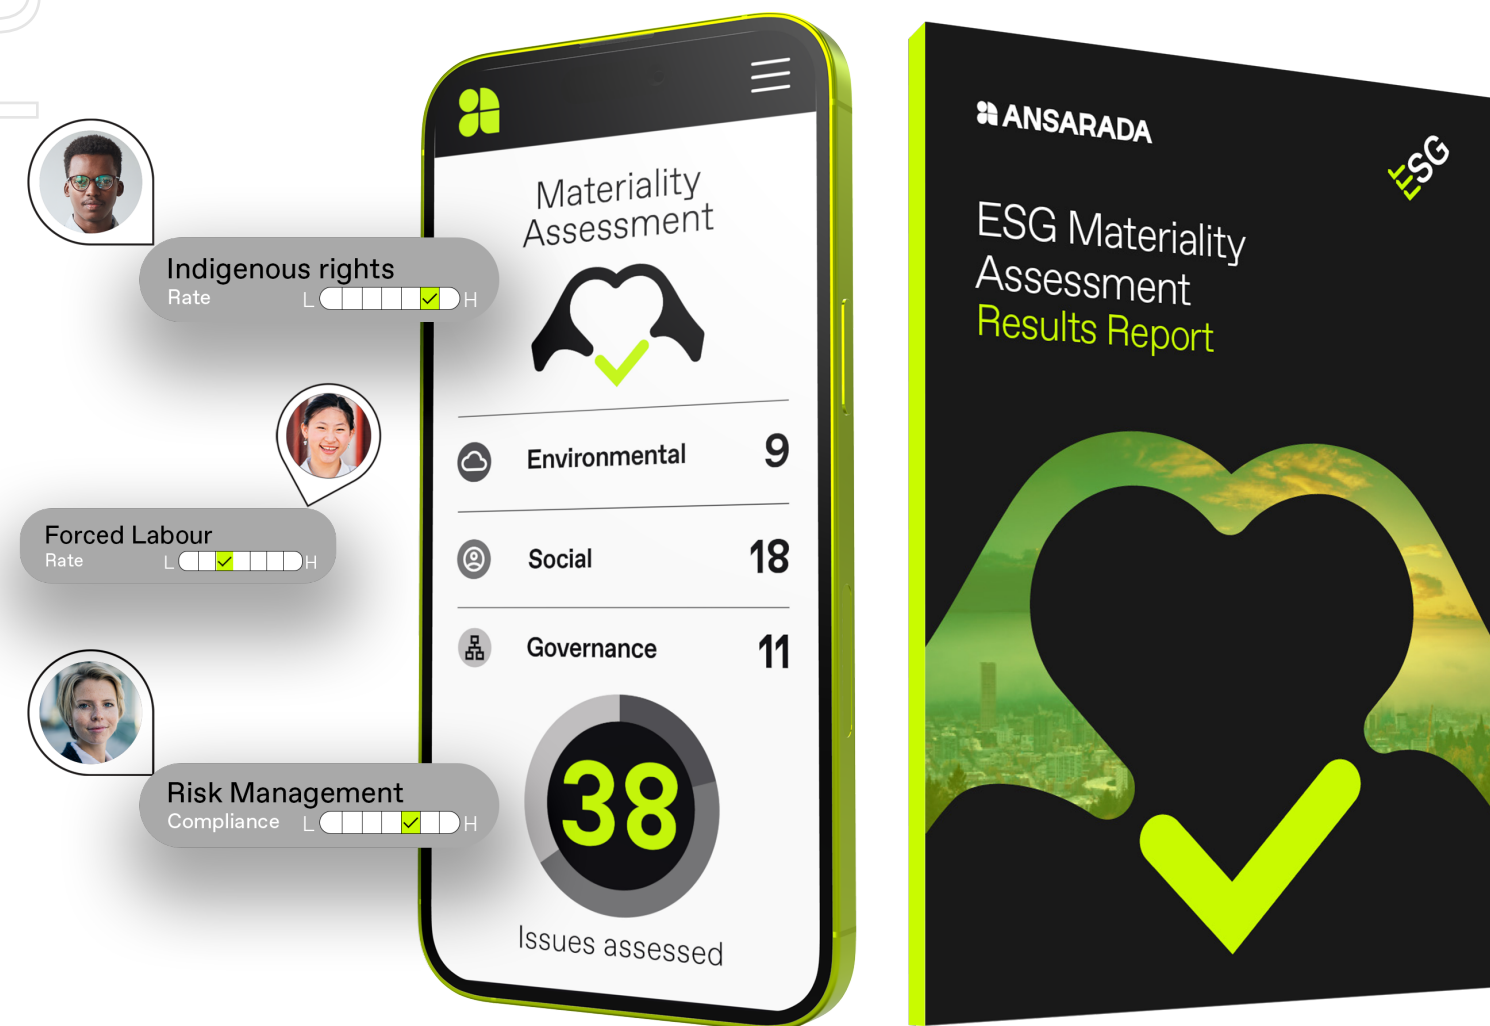 Indigenous rights
Rate L H
Forced Labour
Rate L H
Risk Management
Compliance L H
Materiality
Assessment
Environmental 9
Social 18
Governance 11
38
Issues assessed
ANSARADA
ESG
ESG Materiality
Assessment
Results Report